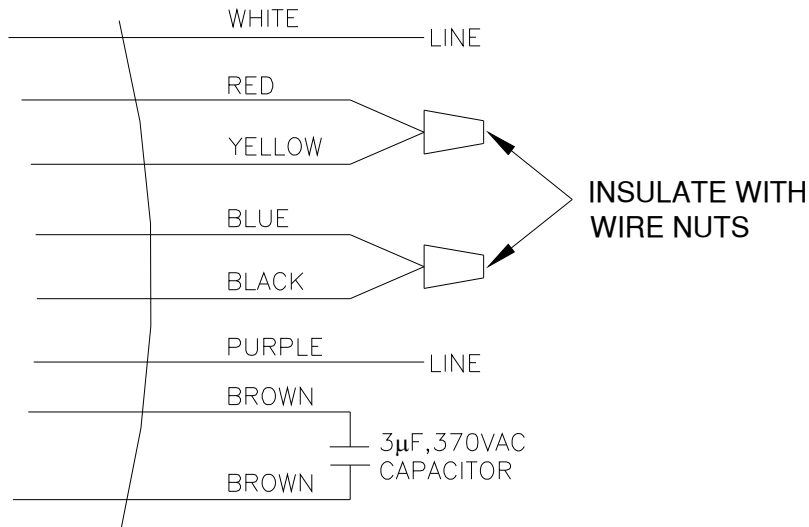 WHITE
LINE
RED
YELLOW
INSULATE WITH
WIRE NUTS
BLUE
BLACK
PURPLE
LINE
BROWN
3µF,370VAC
CAPACITOR
BROWN